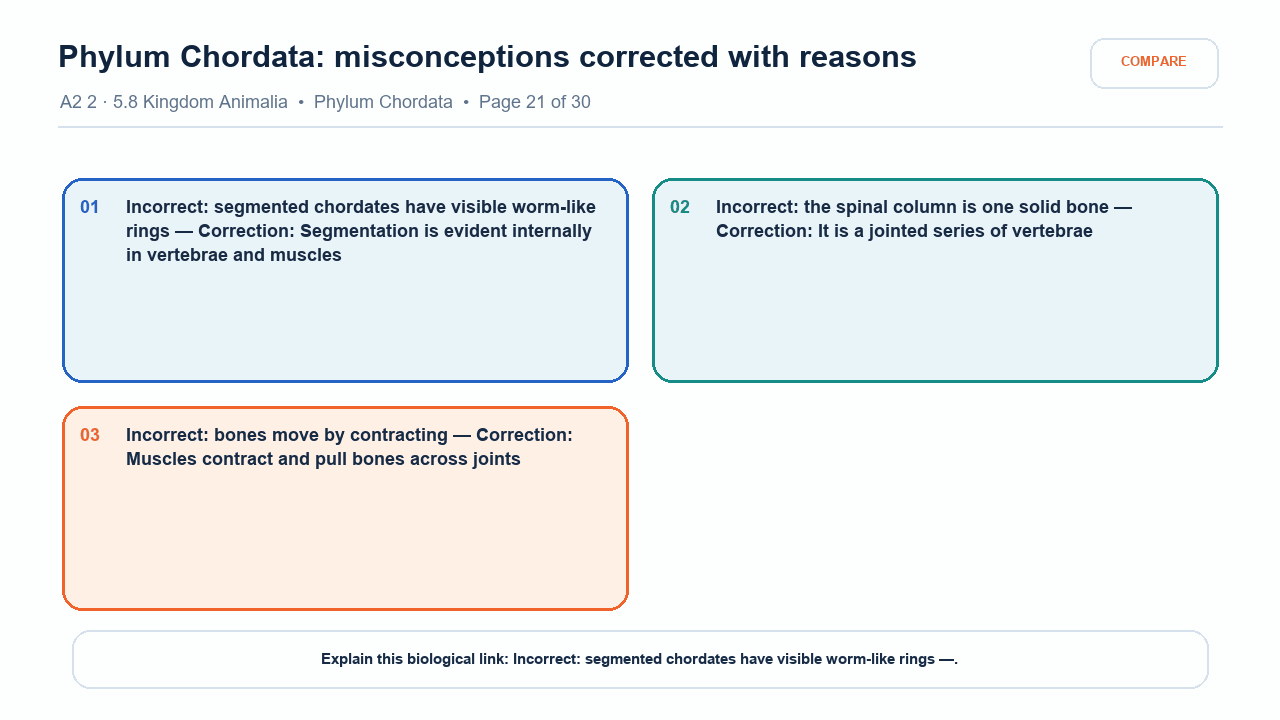 Phylum Chordata: misconceptions corrected with reasons
COMPARE
A2 2 · 5.8 Kingdom Animalia • Phylum Chordata • Page 21 of 30
01
Incorrect: segmented chordates have visible worm-like
rings — Correction: Segmentation is evident internally
in vertebrae and muscles
02
Incorrect: the spinal column is one solid bone —
Correction: It is a jointed series of vertebrae
03
Incorrect: bones move by contracting — Correction:
Muscles contract and pull bones across joints
Explain this biological link: Incorrect: segmented chordates have visible worm-like rings —.